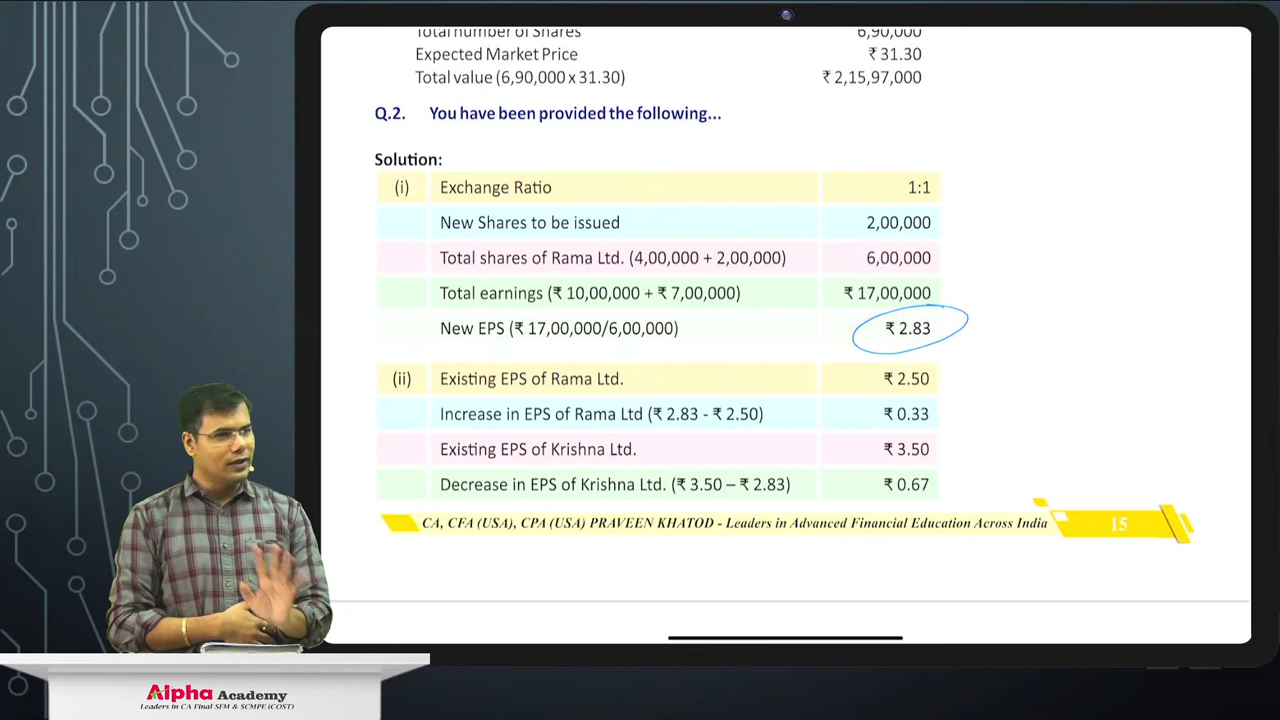 Total number of Shares 6,90,000
Expected Market Price ₹ 31.30
Total value (6,90,000 x 31.30) ₹ 2,15,97,000
Q.2. You have been provided the following...
Solution:
(i) Exchange Ratio 1:1
New Shares to be issued 2,00,000
Total shares of Rama Ltd. (4,00,000 + 2,00,000) 6,00,000
Total earnings (₹ 10,00,000 + ₹ 7,00,000) ₹ 17,00,000
New EPS (₹ 17,00,000/6,00,000) ₹ 2.83
(ii) Existing EPS of Rama Ltd. ₹ 2.50
Increase in EPS of Rama Ltd (₹ 2.83 - ₹ 2.50) ₹ 0.33
Existing EPS of Krishna Ltd. ₹ 3.50
Decrease in EPS of Krishna Ltd. (₹ 3.50 – ₹ 2.83) ₹ 0.67
CA, CFA (USA), CPA (USA) PRAVEEN KHATOD - Leaders in Advanced Financial Education Across India 15
Alpha Academy
Leaders in CA Final SFM & SCMPE (COST)